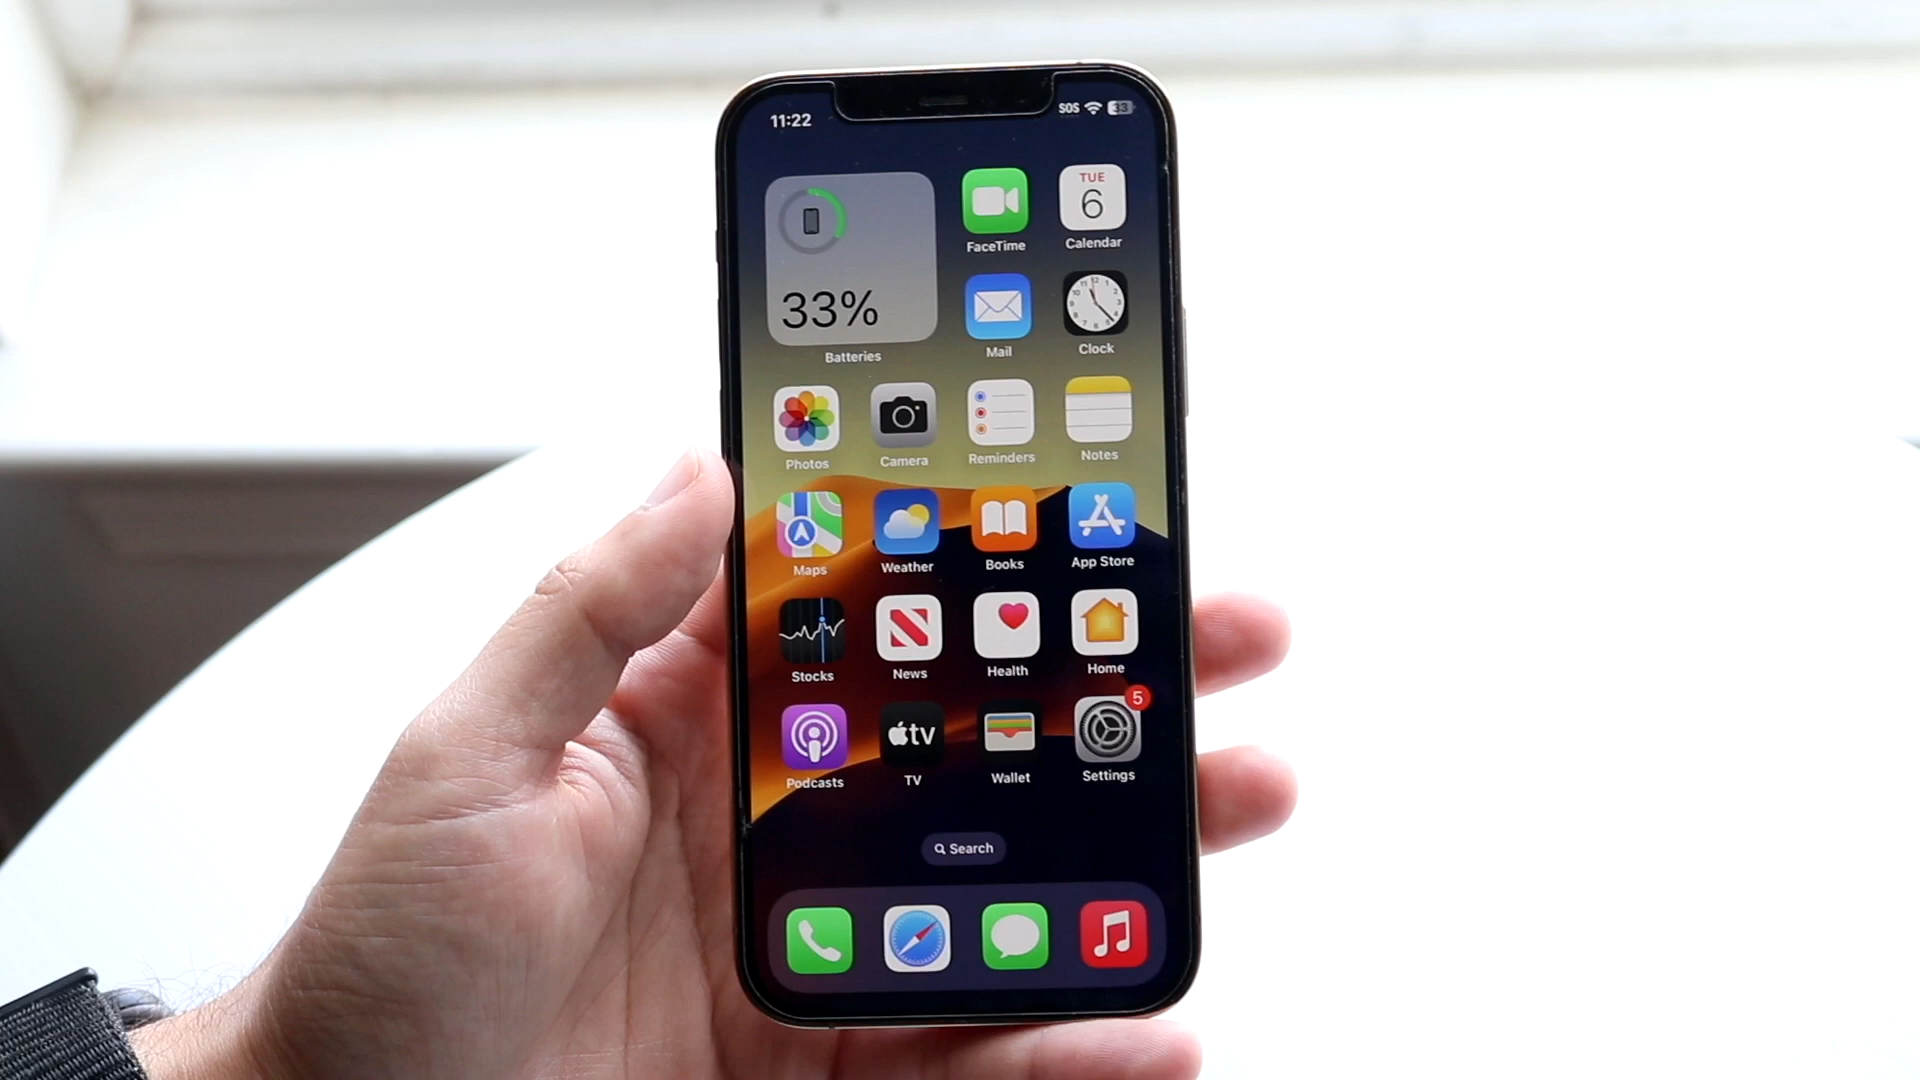 11:22
SOS 33
33%
Batteries
FaceTime
TUE
6
Calendar
Mail
Clock
Photos
Camera
Reminders
Notes
Maps
Weather
Books
App Store
Stocks
News
Health
Home
Podcasts
tv
TV
Wallet
5
Settings
Search